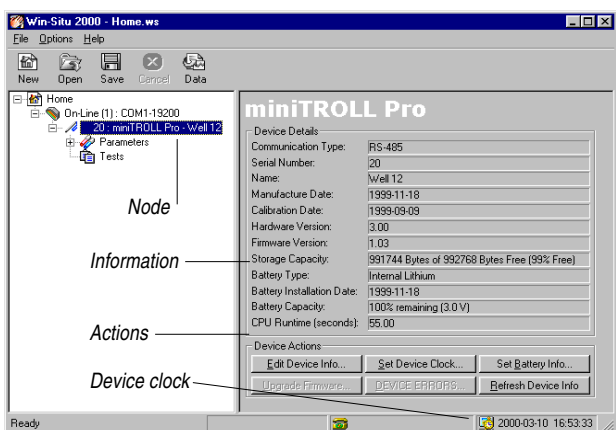 Win-Situ 2000 - Home.ws
File Options Help
New Open Save Cancel Data
Home
On-Line (1) : COM1-19200
20 : miniTROLL Pro - Well 12
Parameters
Tests
Node
Information
Actions
Device clock
miniTROLL Pro
Device Details
Communication Type: RS-485
Serial Number: 20
Name: Well 12
Manufacture Date: 1999-11-18
Calibration Date: 1999-09-09
Hardware Version: 3.00
Firmware Version: 1.03
Storage Capacity: 991744 Bytes of 992768 Bytes Free (99% Free)
Battery Type: Internal Lithium
Battery Installation Date: 1999-11-18
Battery Capacity: 100% remaining (3.0 V)
CPU Runtime (seconds): 55.00
Device Actions
Edit Device Info... Set Device Clock... Set Battery Info...
Upgrade Firmware... DEVICE ERRORS... Refresh Device Info
Ready 2000-03-10 16:53:33